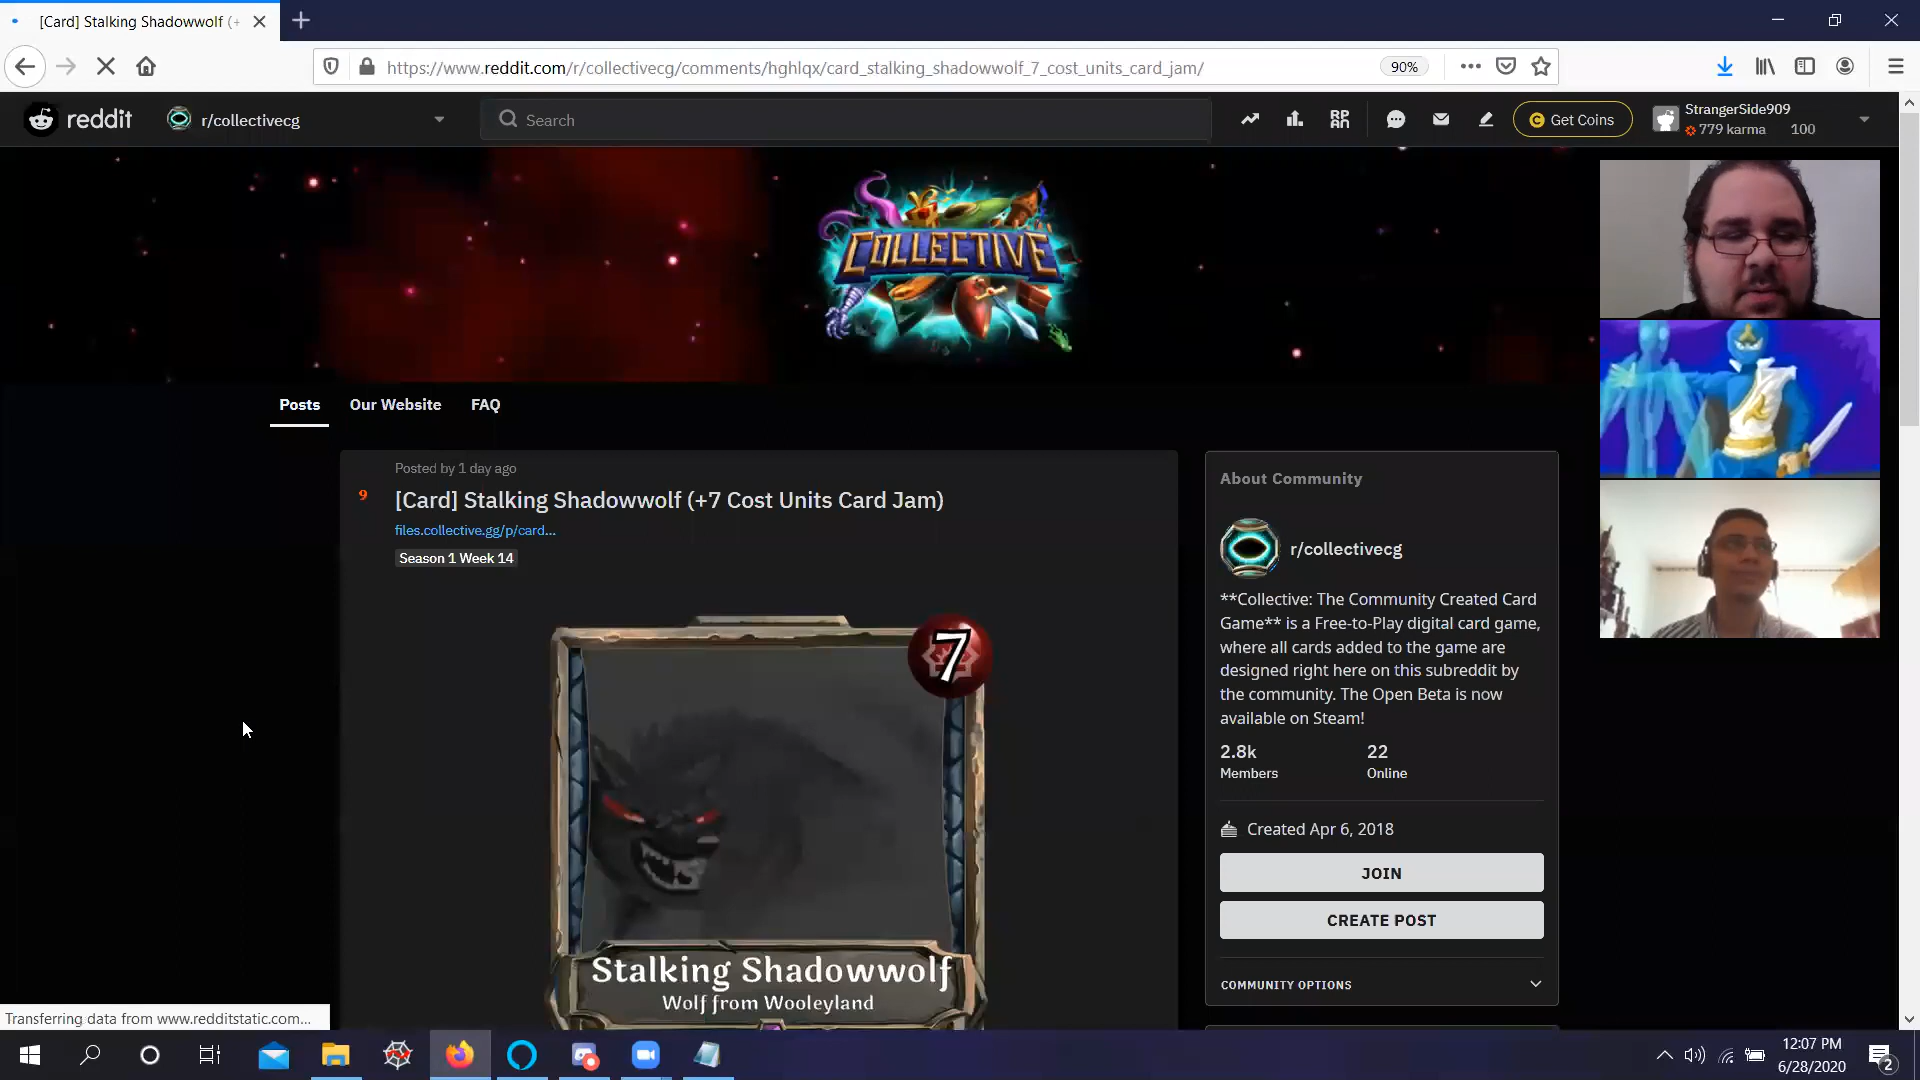 [Card] Stalking Shadowwolf (+
https://www.reddit.com/r/collectivecg/comments/hghlqx/card_stalking_shadowwolf_7_cost_units_card_jam/
90%
reddit
r/collectivecg
Search
Get Coins
StrangerSide909
779 karma 100
COLLECTIVE
Posts Our Website FAQ
Posted by 1 day ago
9
[Card] Stalking Shadowwolf (+7 Cost Units Card Jam)
files.collective.gg/p/card...
Season 1 Week 14
7
Stalking Shadowwolf
Wolf from Wooleyland
About Community
r/collectivecg
**Collective: The Community Created Card
Game** is a Free-to-Play digital card game,
where all cards added to the game are
designed right here on this subreddit by
the community. The Open Beta is now
available on Steam!
2.8k 22
Members Online
Created Apr 6, 2018
JOIN
CREATE POST
COMMUNITY OPTIONS
Transferring data from www.redditstatic.com...
12:07 PM
6/28/2020
2